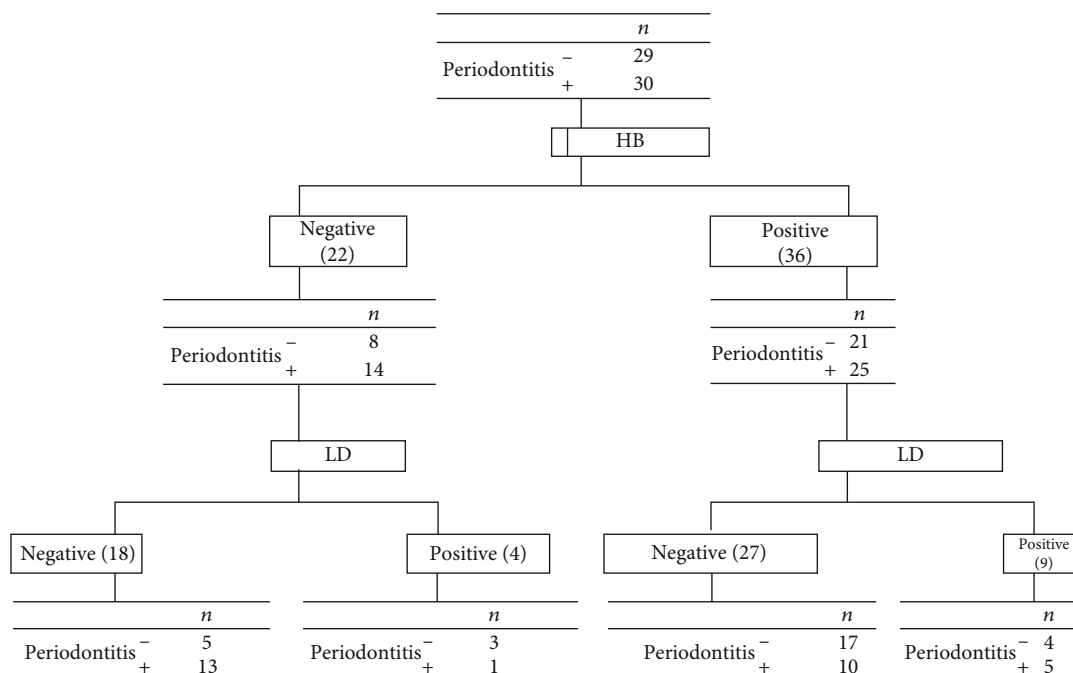 n
Periodontitis – 29
+ 30
HB
Negative
(22)
Positive
(36)
n
Periodontitis – 8
+ 14
n
Periodontitis – 21
+ 25
LD
LD
Negative (18)
Positive (4)
Negative (27)
Positive
(9)
n
Periodontitis – 5
+ 13
n
Periodontitis – 3
+ 1
n
Periodontitis – 17
+ 10
n
Periodontitis – 4
+ 5